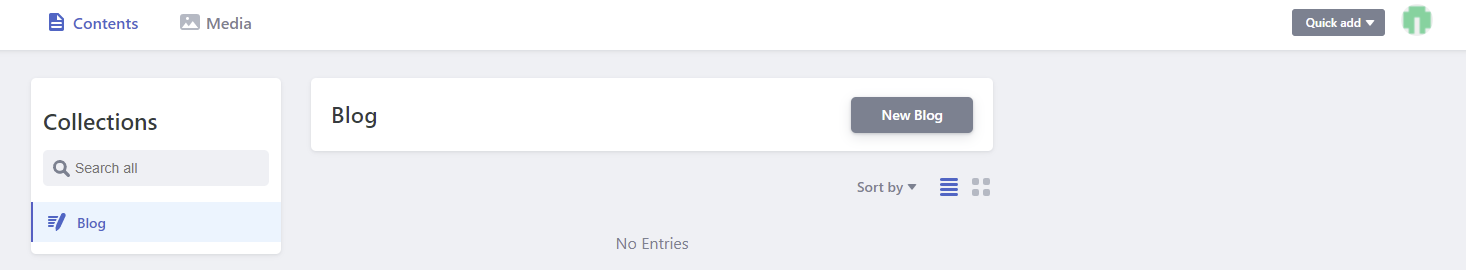 Contents
Media
Quick add
Collections
Search all
Blog
Blog
New Blog
Sort by
No Entries